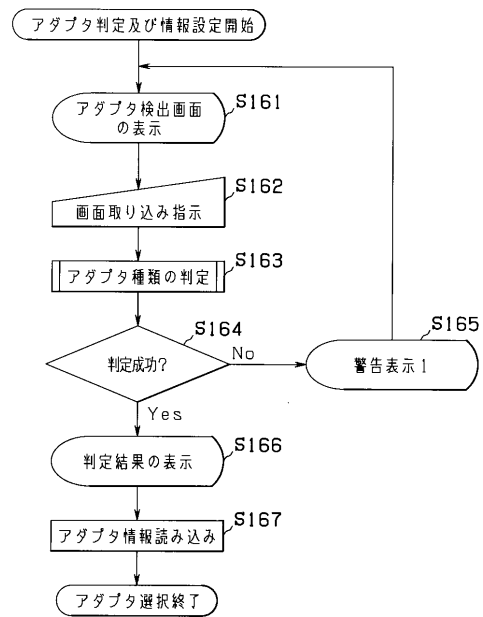 アダプタ判定及び情報設定開始
アダプタ検出画面
の表示
S161
画面取り込み指示
S162
アダプタ種類の判定
S163
判定成功?
S164
No
警告表示1
S165
Yes
判定結果の表示
S166
アダプタ情報読み込み
S167
アダプタ選択終了